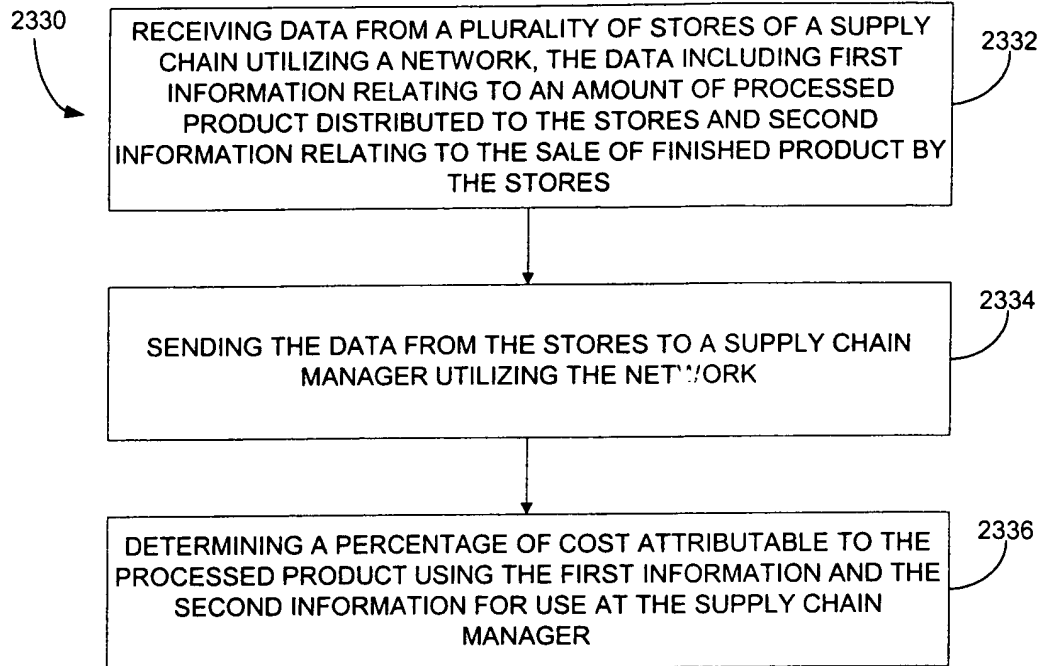 2330
RECEIVING DATA FROM A PLURALITY OF STORES OF A SUPPLY
CHAIN UTILIZING A NETWORK, THE DATA INCLUDING FIRST
INFORMATION RELATING TO AN AMOUNT OF PROCESSED
PRODUCT DISTRIBUTED TO THE STORES AND SECOND
INFORMATION RELATING TO THE SALE OF FINISHED PRODUCT BY
THE STORES
2332
SENDING THE DATA FROM THE STORES TO A SUPPLY CHAIN
MANAGER UTILIZING THE NETWORK
2334
DETERMINING A PERCENTAGE OF COST ATTRIBUTABLE TO THE
PROCESSED PRODUCT USING THE FIRST INFORMATION AND THE
SECOND INFORMATION FOR USE AT THE SUPPLY CHAIN
MANAGER
2336